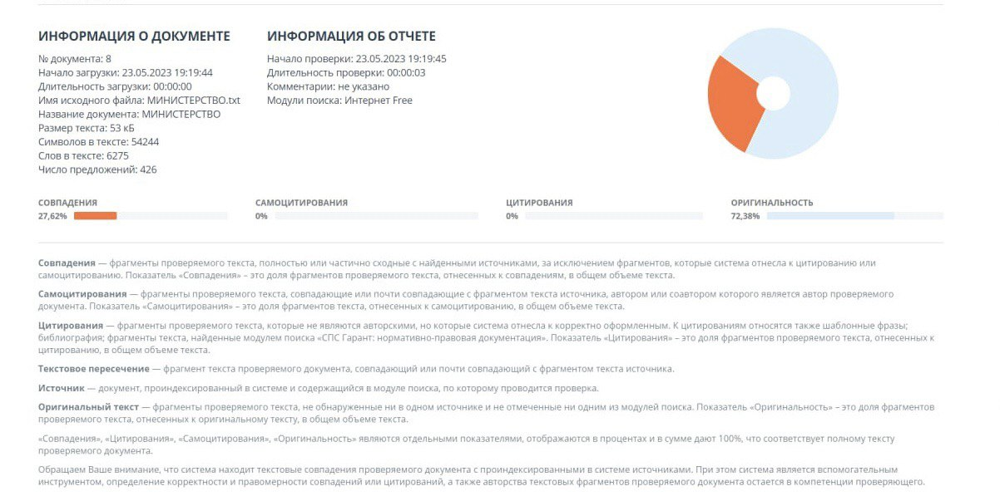 ИНФОРМАЦИЯ О ДОКУМЕНТЕ
№ документа: 8
Начало загрузки: 23.05.2023 19:19:44
Длительность загрузки: 00:00:00
Имя исходного файла: МИНИСТЕРСТВО.txt
Название документа: МИНИСТЕРСТВО
Размер текста: 53 кБ
Символов в тексте: 54244
Слов в тексте: 6275
Число предложений: 426
ИНФОРМАЦИЯ ОБ ОТЧЕТЕ
Начало проверки: 23.05.2023 19:19:45
Длительность проверки: 00:00:03
Комментарии: не указано
Модули поиска: Интернет Free
СОВПАДЕНИЯ
27,62%
САМОЦИТИРОВАНИЯ
0%
ЦИТИРОВАНИЯ
0%
ОРИГИНАЛЬНОСТЬ
72,38%
Совпадения — фрагменты проверяемого текста, полностью или частично сходные с найденными источниками, за исключением фрагментов, которые система отнесла к цитированию или
самоцитированию. Показатель «Совпадения» – это доля фрагментов проверяемого текста, отнесенных к совпадениям, в общем объеме текста.
Самоцитирования — фрагменты проверяемого текста, совпадающие или почти совпадающие с фрагментом текста источника, автором или соавтором которого является автор проверяемого
документа. Показатель «Самоцитирования» – это доля фрагментов текста, отнесенных к самоцитированию, в общем объеме текста.
Цитирования — фрагменты проверяемого текста, которые не являются авторскими, но которые система отнесла к корректно оформленным. К цитированиям относятся также шаблонные фразы;
библиография; фрагменты текста, найденные модулем поиска «СПС Гарант: нормативно-правовая документация». Показатель «Цитирования» – это доля фрагментов проверяемого текста, отнесенных к
цитированию, в общем объеме текста.
Текстовое пересечение — фрагмент текста проверяемого документа, совпадающий или почти совпадающий с фрагментом текста источника.
Источник — документ, проиндексированный в системе и содержащийся в модуле поиска, по которому проводится проверка.
Оригинальный текст — фрагменты проверяемого текста, не обнаруженные ни в одном источнике и не отмеченные ни одним из модулей поиска. Показатель «Оригинальность» – это доля фрагментов
проверяемого текста, отнесенных к оригинальному тексту, в общем объеме текста.
«Совпадения», «Цитирования», «Самоцитирования», «Оригинальность» являются отдельными показателями, отображаются в процентах и в сумме дают 100%, что соответствует полному тексту
проверяемого документа.
Обращаем Ваше внимание, что система находит текстовые совпадения проверяемого документа с проиндексированными в системе источниками. При этом система является вспомогательным
инструментом, определение корректности и правомерности совпадений или цитирований, а также авторства текстовых фрагментов проверяемого документа остается в компетенции проверяющего.